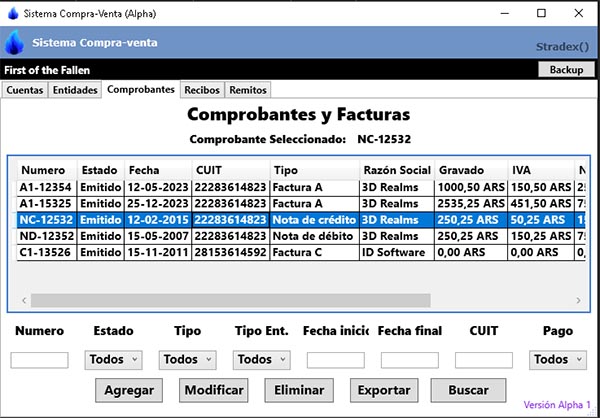 Sistema Compra-Venta (Alpha)
Sistema Compra-venta
Stradex()
First of the Fallen Backup
Cuentas Entidades Comprobantes Recibos Remitos
Comprobantes y Facturas
Comprobante Seleccionado: NC-12532
Numero Estado Fecha CUIT Tipo Razón Social Gravado IVA
A1-12354 Emitido 12-05-2023 22283614823 Factura A 3D Realms 1000,50 ARS 150,50 ARS
A1-15325 Emitido 25-12-2023 22283614823 Factura A 3D Realms 2535,25 ARS 451,50 ARS
NC-12532 Emitido 12-02-2015 22283614823 Nota de crédito 3D Realms 250,25 ARS 50,25 ARS
ND-12352 Emitido 15-05-2007 22283614823 Nota de débito 3D Realms 250,25 ARS 150,25 ARS
C1-13526 Emitido 15-11-2011 28153614592 Factura C ID Software 0,00 ARS 0,00 ARS
Numero Estado Tipo Tipo Ent. Fecha inicio Fecha final CUIT Pago
Todos Todos Todos Todos
Agregar Modificar Eliminar Exportar Buscar
Versión Alpha 1